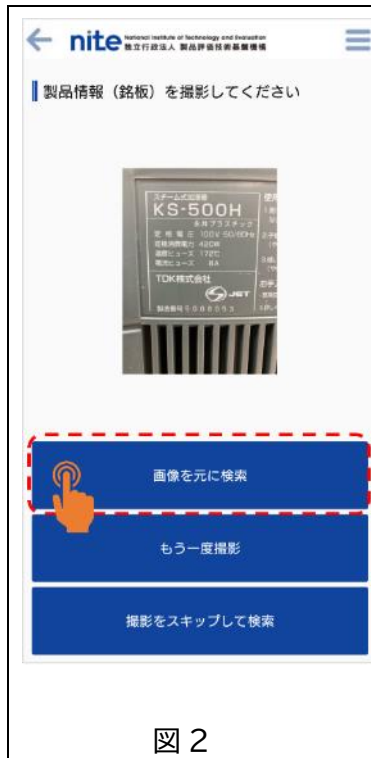 nite National Institute of Technology and Evaluation
独立行政法人 製品評価技術基盤機構
製品情報（銘板）を撮影してください
スチーム式加湿器
KS-500H
定格電圧 100V 50/60Hz
定格消費電力 420W
温度ヒューズ 172℃
電流ヒューズ 8A
TDK株式会社
JET
製造番号
画像を元に検索
もう一度撮影
撮影をスキップして検索
図２